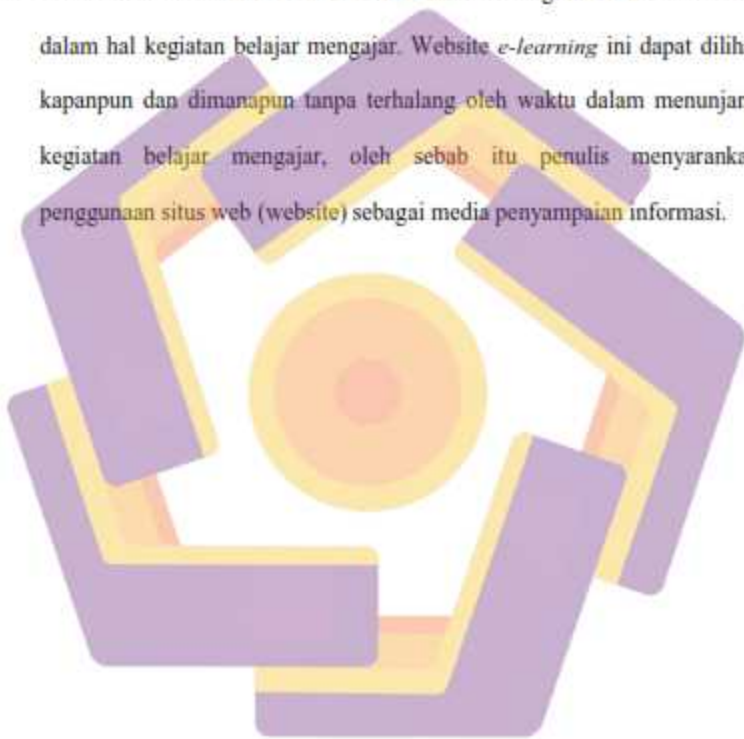 dalam hal kegiatan belajar mengajar. Website e-learning ini dapat dilih
kapanpun dan dimanapun tanpa terhalang oleh waktu dalam menunjan
kegiatan belajar mengajar, oleh sebab itu penulis menyaranka
penggunaan situs web (website) sebagai media penyampaian informasi.